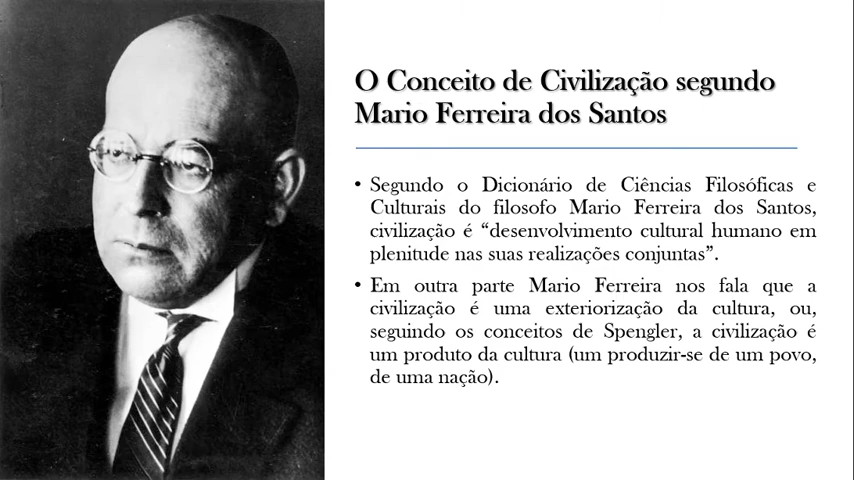 O Conceito de Civilização segundo
Mario Ferreira dos Santos
• Segundo o Dicionário de Ciências Filosóficas e
Culturais do filosofo Mario Ferreira dos Santos,
civilização é “desenvolvimento cultural humano em
plenitude nas suas realizações conjuntas”.
• Em outra parte Mario Ferreira nos fala que a
civilização é uma exteriorização da cultura, ou,
seguindo os conceitos de Spengler, a civilização é
um produto da cultura (um produzir-se de um povo,
de uma nação).